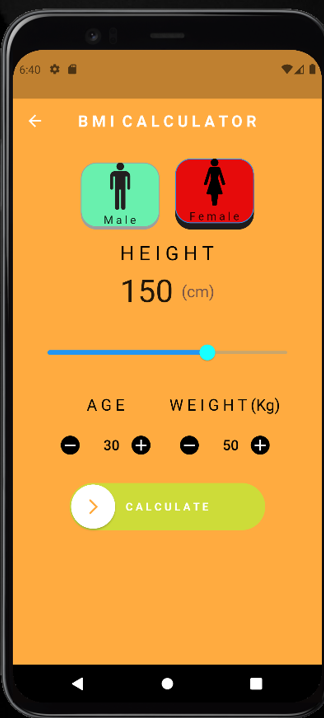 6:40
BMI CALCULATOR
Male Female
HEIGHT
150 (cm)
AGE WEIGHT(Kg)
30 50
CALCULATE